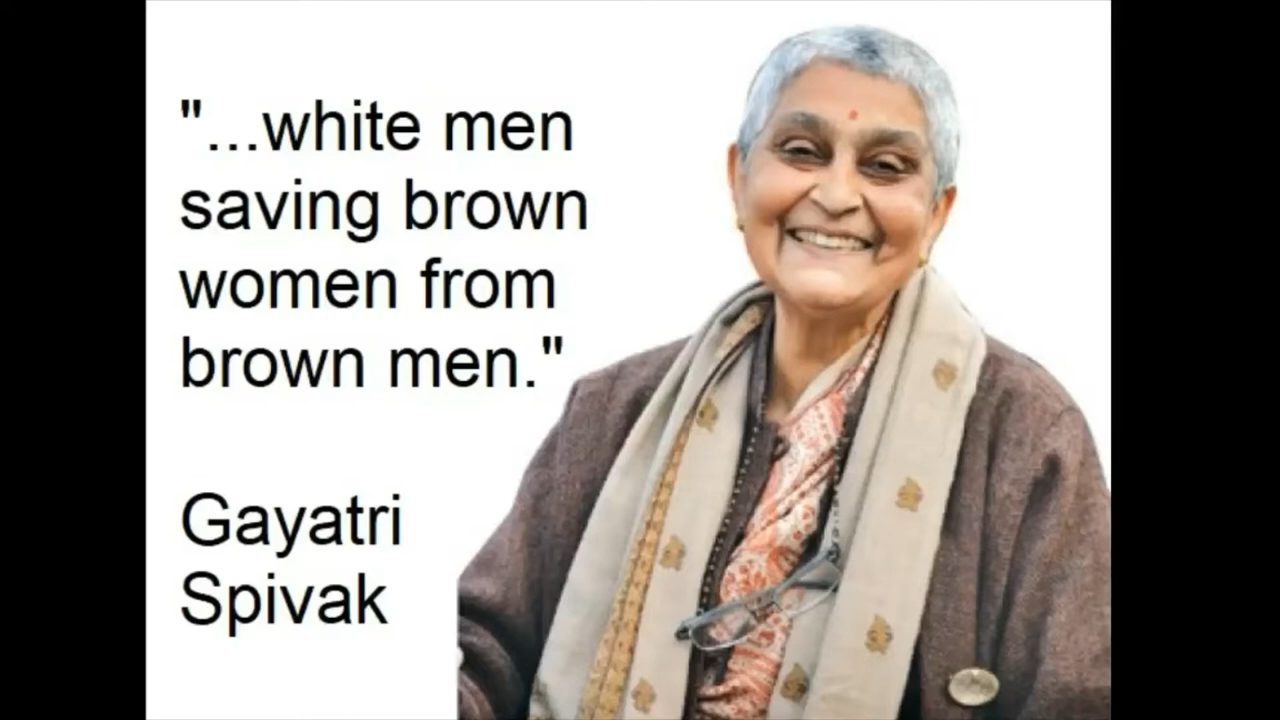 "...white men
saving brown
women from
brown men."
Gayatri
Spivak